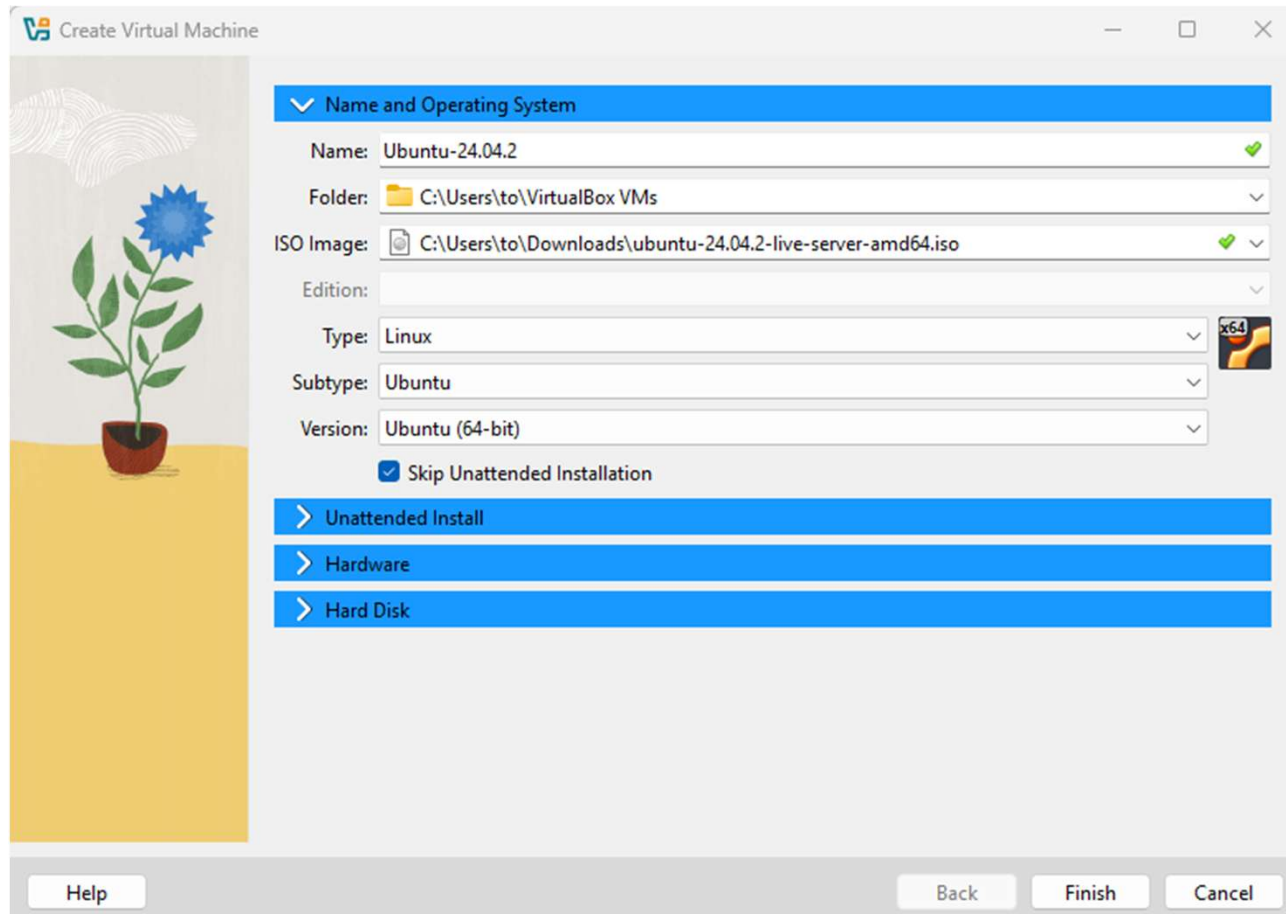 Create Virtual Machine
Name and Operating System
Name: Ubuntu-24.04.2
Folder: C:\Users\to\VirtualBox VMs
ISO Image: C:\Users\to\Downloads\ubuntu-24.04.2-live-server-amd64.iso
Edition:
Type: Linux x64
Subtype: Ubuntu
Version: Ubuntu (64-bit)
Skip Unattended Installation
Unattended Install
Hardware
Hard Disk
Help Back Finish Cancel